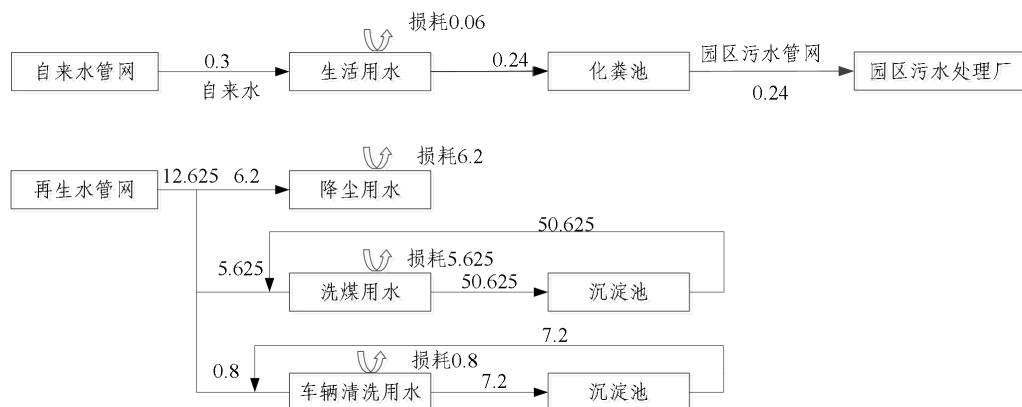 损耗0.06
自来水管网
0.3
自来水
生活用水
0.24
化粪池
园区污水管网
0.24
园区污水处理厂
损耗6.2
再生水管网
12.625
6.2
降尘用水
50.625
损耗5.625
5.625
洗煤用水
50.625
沉淀池
7.2
损耗0.8
0.8
车辆清洗用水
7.2
沉淀池